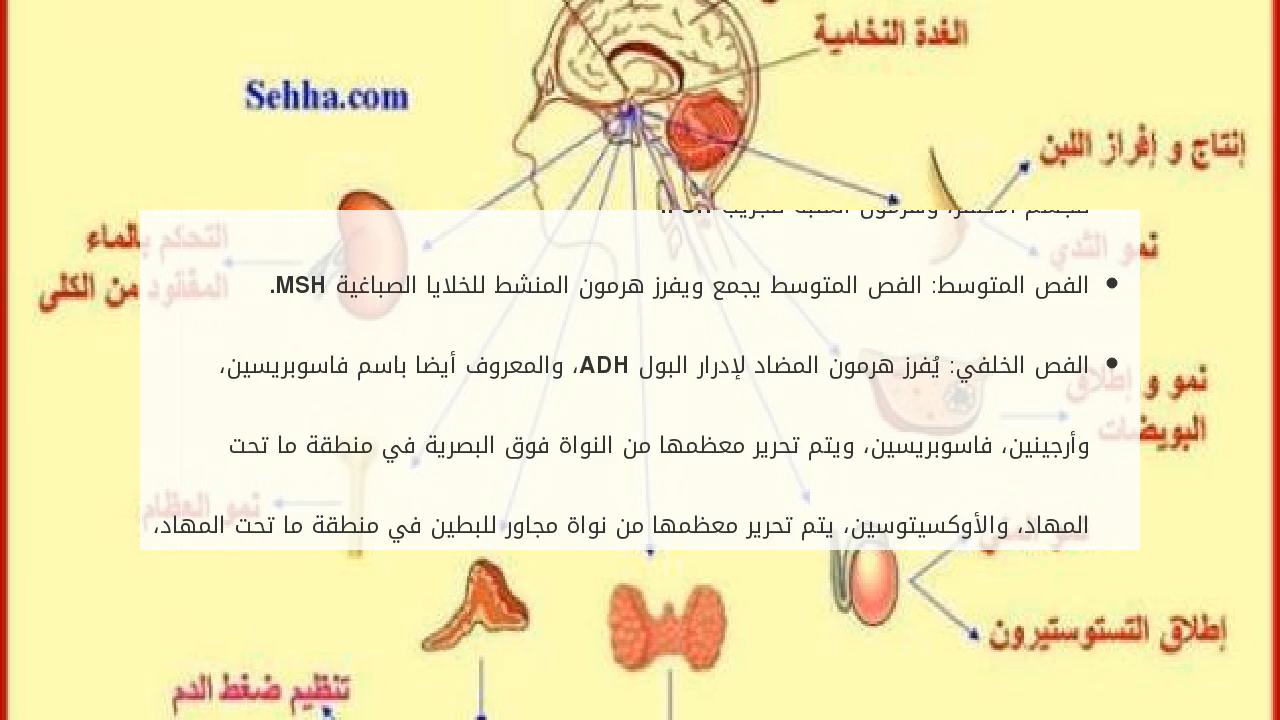 الغدة النخامية
Sehha.com
إنتاج و إفراز اللبن
نمو الثدي
التحكم بالماء
المفقود من الكلى
الفص المتوسط: الفص المتوسط يجمع ويفرز هرمون المنشط للخلايا الصباغية MSH.
الفص الخلفي: يُفرز هرمون المضاد لإدرار البول ADH، والمعروف أيضا باسم فاسوبريسين،
وأرجينين، فاسوبريسين، ويتم تحرير معظمها من النواة فوق البصرية في منطقة ما تحت
المهاد، والأوكسيتوسين، يتم تحرير معظمها من نواة مجاور للبطين في منطقة ما تحت المهاد،
نمو و إطلاق
البويضات
نمو العظام
إطلاق التستوستيرون
تنظيم ضغط الدم